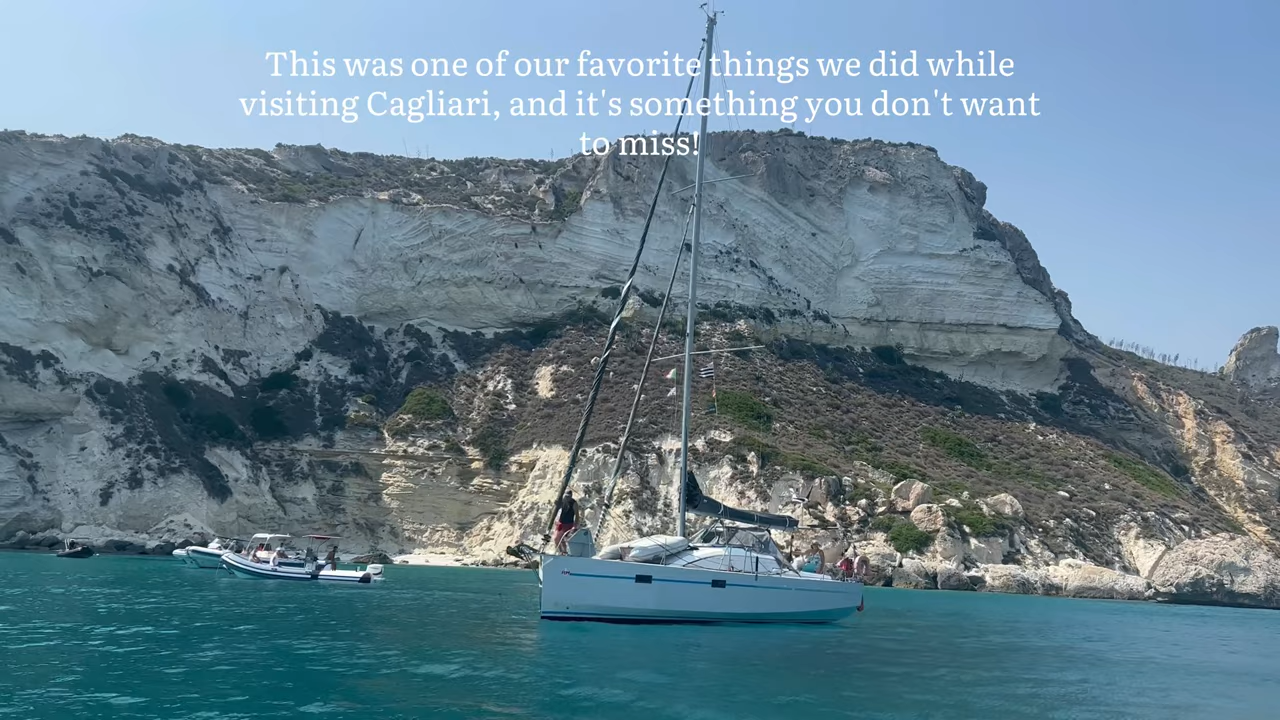 This was one of our favorite things we did while
visiting Cagliari, and it's something you don't want
to miss!